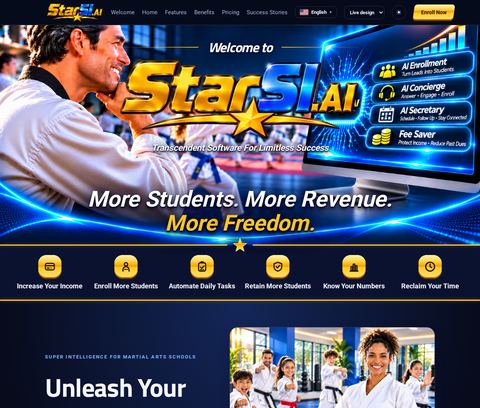 StarSI.AI
Welcome Home Features Benefits Pricing Success Stories English Live design Enroll Now
Welcome to
StarSI.AI
Transcendent Software For Limitless Success
AI Enrollment
Turn Leads Into Students
AI Concierge
Answer • Engage • Enroll
AI Secretary
Schedule • Follow Up • Stay Connected
Fee Saver
Protect Income • Reduce Past Dues
More Students. More Revenue.
More Freedom.
Increase Your Income
Enroll More Students
Automate Daily Tasks
Retain More Students
Know Your Numbers
Reclaim Your Time
SUPER INTELLIGENCE FOR MARTIAL ARTS SCHOOLS
Unleash Your